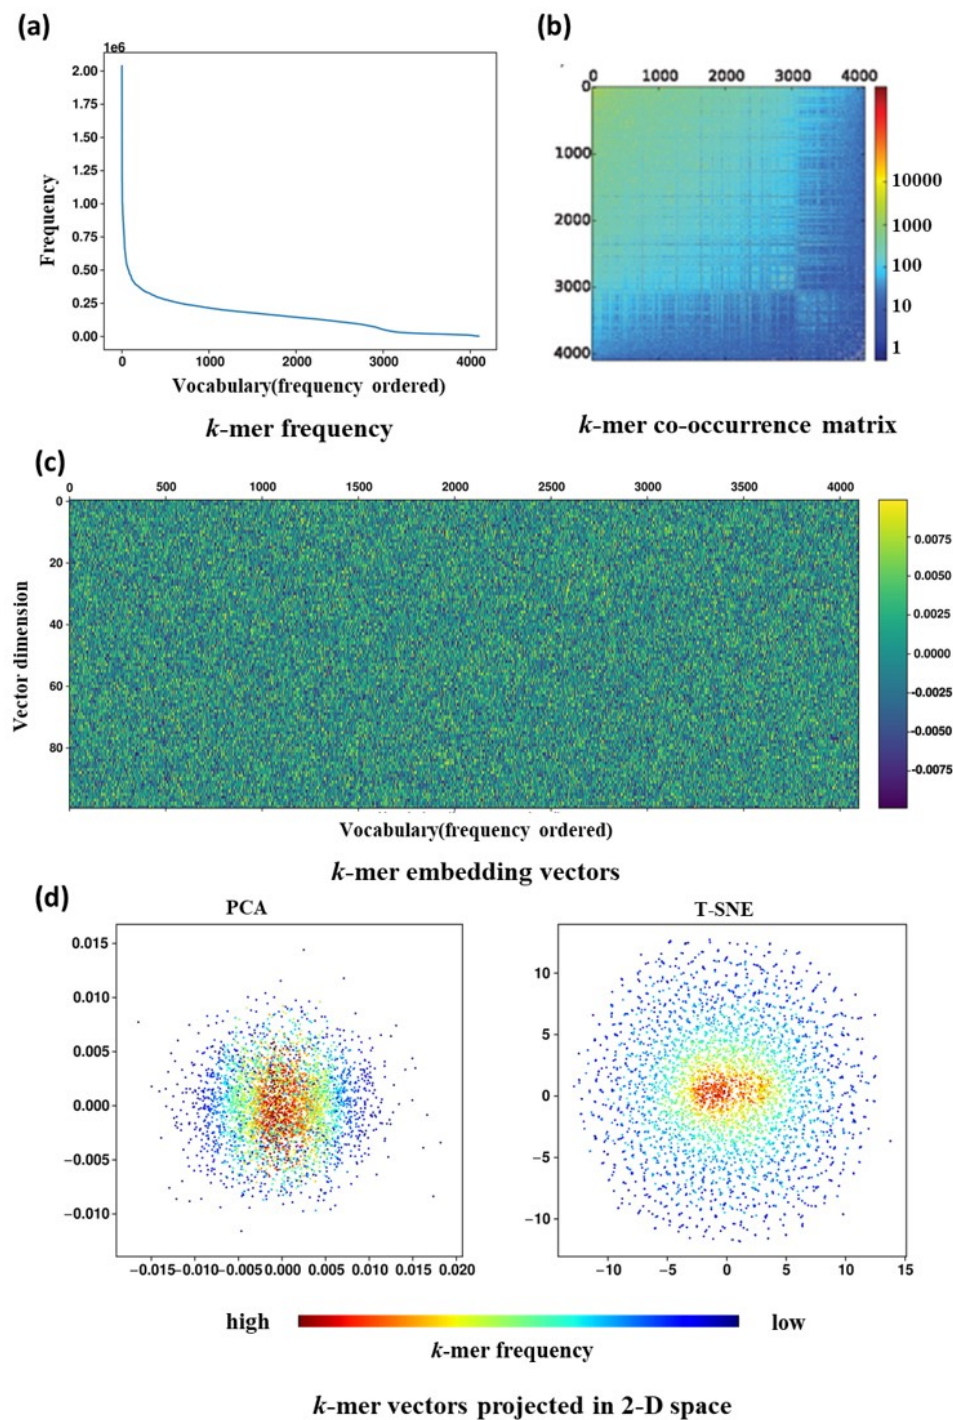 (a)
1e6
2.00
1.75
1.50
1.25
1.00
0.75
0.50
0.25
0.00
Frequency
0 1000 2000 3000 4000
Vocabulary(frequency ordered)
k-mer frequency
(b)
0 1000 2000 3000 4000
0
1000
2000
3000
4000
10000
1000
100
10
1
k-mer co-occurrence matrix
(c)
0 500 1000 1500 2000 2500 3000 3500 4000
0
20
40
60
80
Vector dimension
0.0075
0.0050
0.0025
0.0000
-0.0025
-0.0050
-0.0075
Vocabulary(frequency ordered)
k-mer embedding vectors
(d)
PCA
0.015
0.010
0.005
0.000
−0.005
−0.010
−0.015−0.010−0.005 0.000 0.005 0.010 0.015 0.020
T-SNE
10
5
0
−5
−10
−10 −5 0 5 10 15
high low
k-mer frequency
k-mer vectors projected in 2-D space